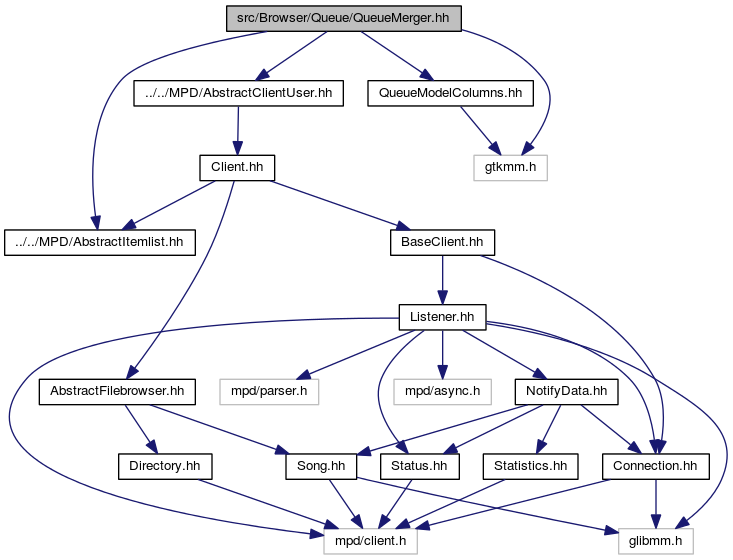 src/Browser/Queue/QueueMerger.hh
../../MPD/AbstractClientUser.hh
QueueModelColumns.hh
Client.hh
gtkmm.h
../../MPD/AbstractItemlist.hh
BaseClient.hh
Listener.hh
AbstractFilebrowser.hh
mpd/parser.h
mpd/async.h
NotifyData.hh
Directory.hh
Song.hh
Status.hh
Statistics.hh
Connection.hh
mpd/client.h
glibmm.h